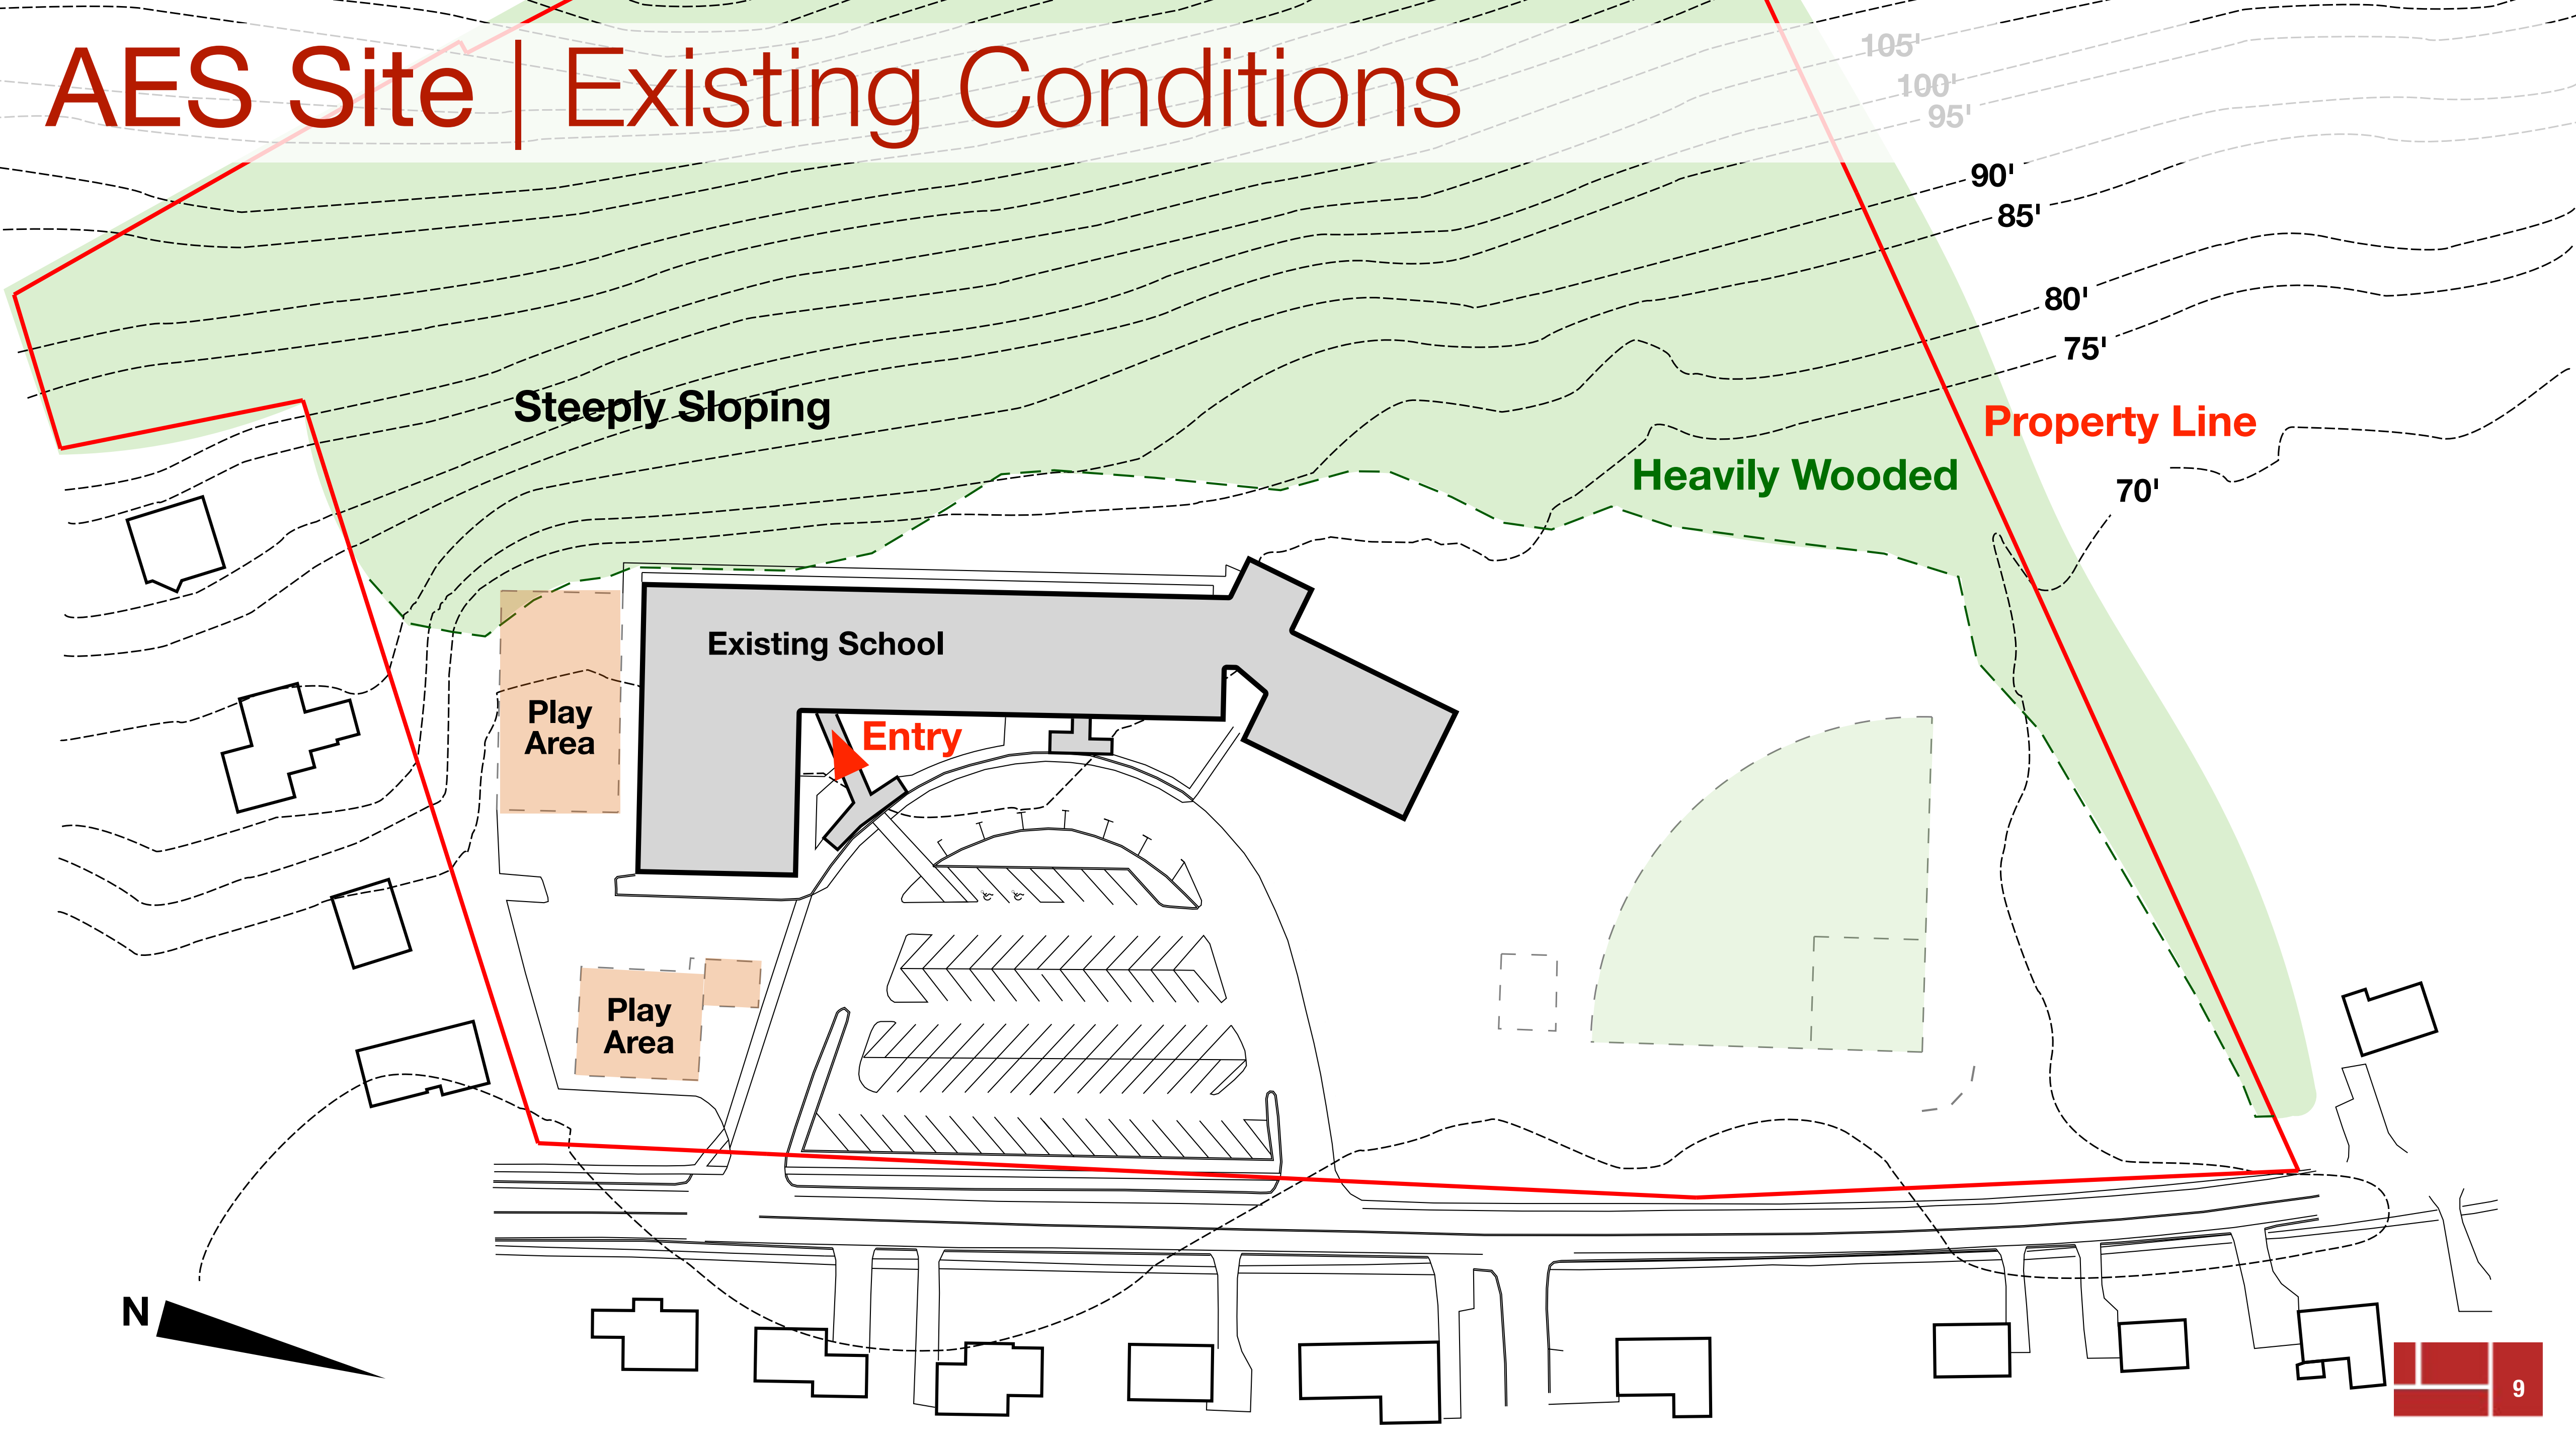 AES Site | Existing Conditions
105'
100'
95'
90'
85'
80'
75'
70'
Steeply Sloping
Property Line
Heavily Wooded
Existing School
Play
Area
Entry
Play
Area
N
9